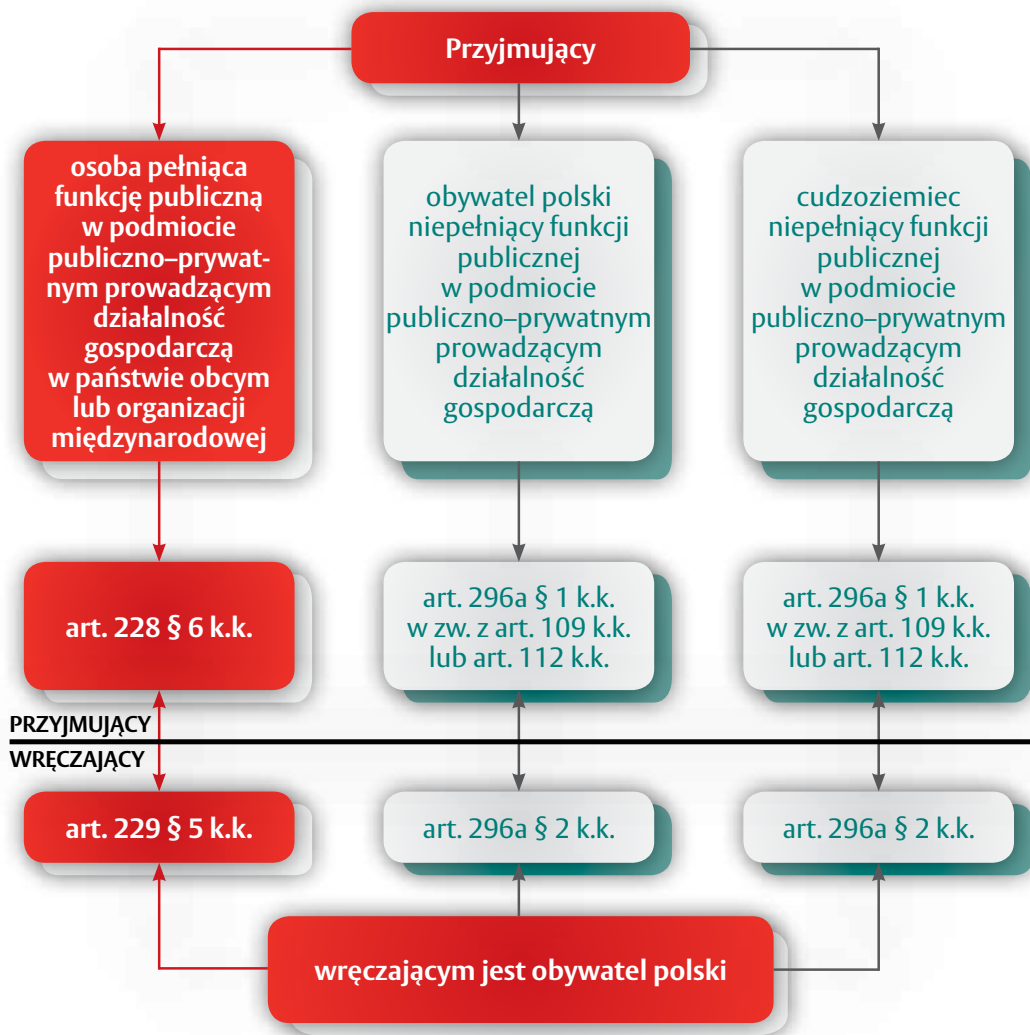 Przyjmujący
osoba pełniąca
funkcję publiczną
w podmiocie
publiczno–prywat-
nym prowadzącym
działalność
gospodarczą
w państwie obcym
lub organizacji
międzynarodowej
obywatel polski
niepełniący funkcji
publicznej
w podmiocie
publiczno–prywatnym
prowadzącym
działalność
gospodarczą
cudzoziemiec
niepełniący funkcji
publicznej
w podmiocie
publiczno–prywatnym
prowadzącym
działalność
gospodarczą
art. 228 § 6 k.k.
art. 296a § 1 k.k.
w zw. z art. 109 k.k.
lub art. 112 k.k.
art. 296a § 1 k.k.
w zw. z art. 109 k.k.
lub art. 112 k.k.
PRZYJMUJĄCY
WRĘCZAJĄCY
art. 229 § 5 k.k.
art. 296a § 2 k.k.
art. 296a § 2 k.k.
wręczającym jest obywatel polski